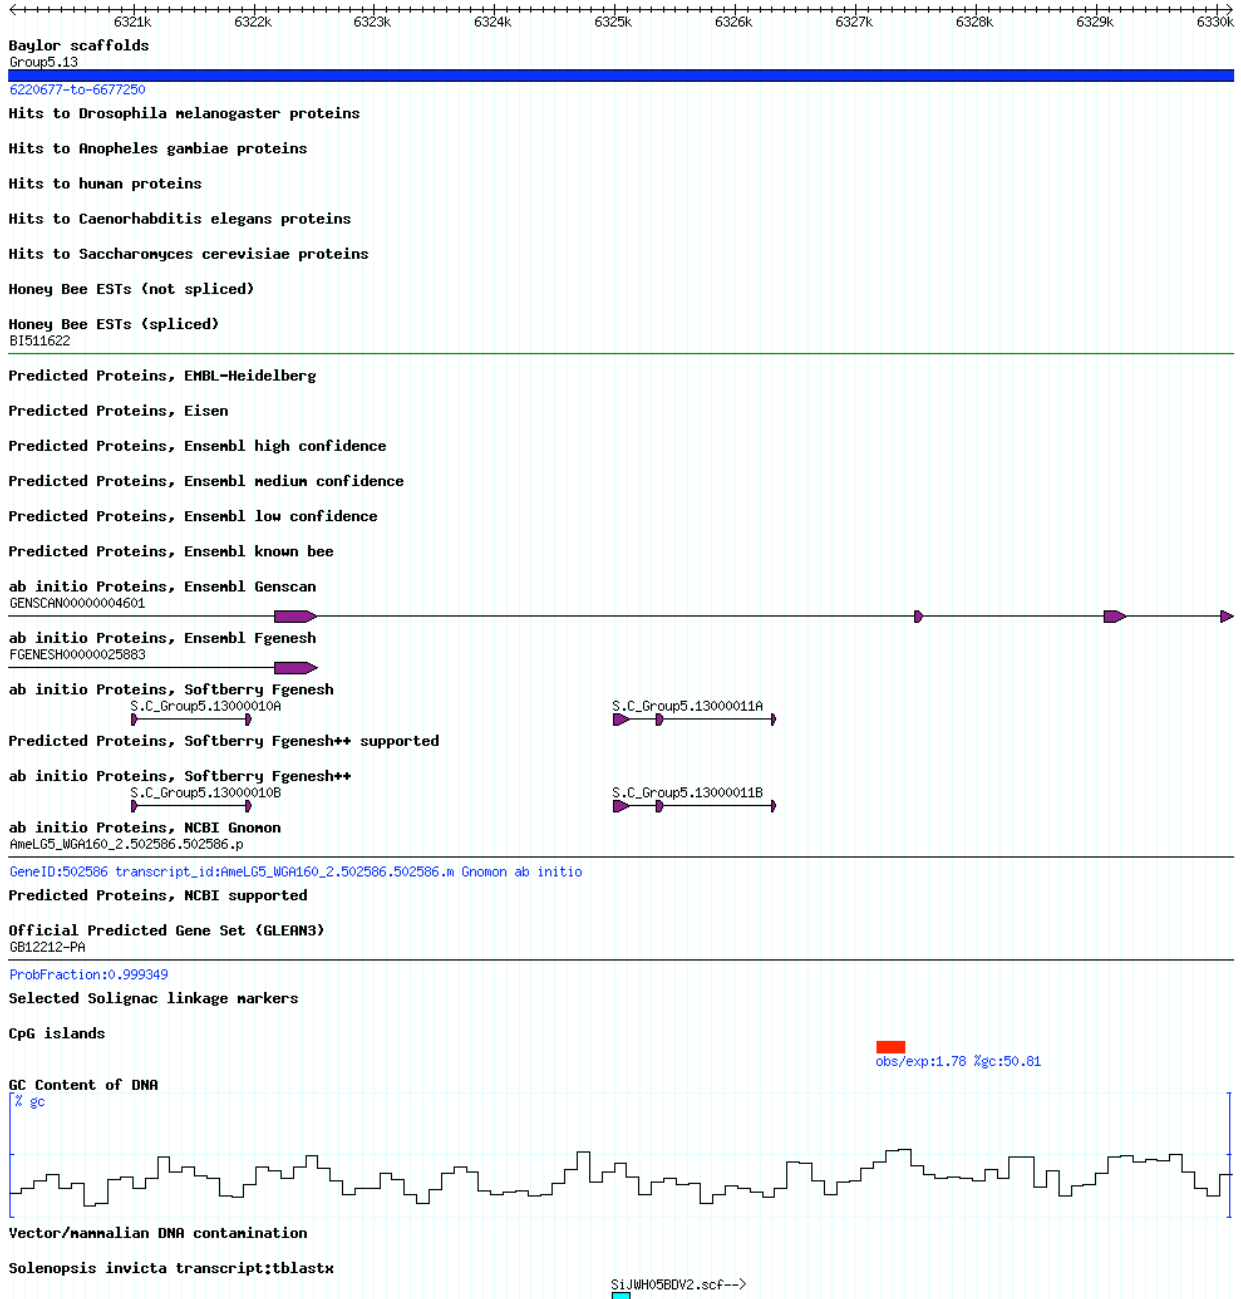 6321k 6322k 6323k 6324k 6325k 6326k 6327k 6328k 6329k 6330k
Baylor scaffolds
Group5.13
6220677-to-6677250
Hits to Drosophila melanogaster proteins
Hits to Anopheles gambiae proteins
Hits to human proteins
Hits to Caenorhabditis elegans proteins
Hits to Saccharomyces cerevisiae proteins
Honey Bee ESTs (not spliced)
Honey Bee ESTs (spliced)
BI511622
Predicted Proteins, EMBL-Heidelberg
Predicted Proteins, Eisen
Predicted Proteins, Ensembl high confidence
Predicted Proteins, Ensembl medium confidence
Predicted Proteins, Ensembl low confidence
Predicted Proteins, Ensembl known bee
ab initio Proteins, Ensembl Genscan
GENSCAN00000004601
ab initio Proteins, Ensembl Fgenesh
FGENESH00000025883
ab initio Proteins, Softberry Fgenesh
S.C_Group5.13000010A S.C_Group5.13000011A
Predicted Proteins, Softberry Fgenesh++ supported
ab initio Proteins, Softberry Fgenesh++
S.C_Group5.13000010B S.C_Group5.13000011B
ab initio Proteins, NCBI Gnomon
AmeLG5_WGA160_2.502586.502586.p
GeneID:502586 transcript_id:AmeLG5_WGA160_2.502586.502586.m Gnomon ab initio
Predicted Proteins, NCBI supported
Official Predicted Gene Set (GLEAN3)
GB12212-PA
ProbFraction:0.999349
Selected Solignac linkage markers
CpG islands
obs/exp:1.78 %gc:50.81
GC Content of DNA
% gc
Vector/mammalian DNA contamination
Solenopsis invicta transcript:tblastx
SiJWH05BDV2.scf-->